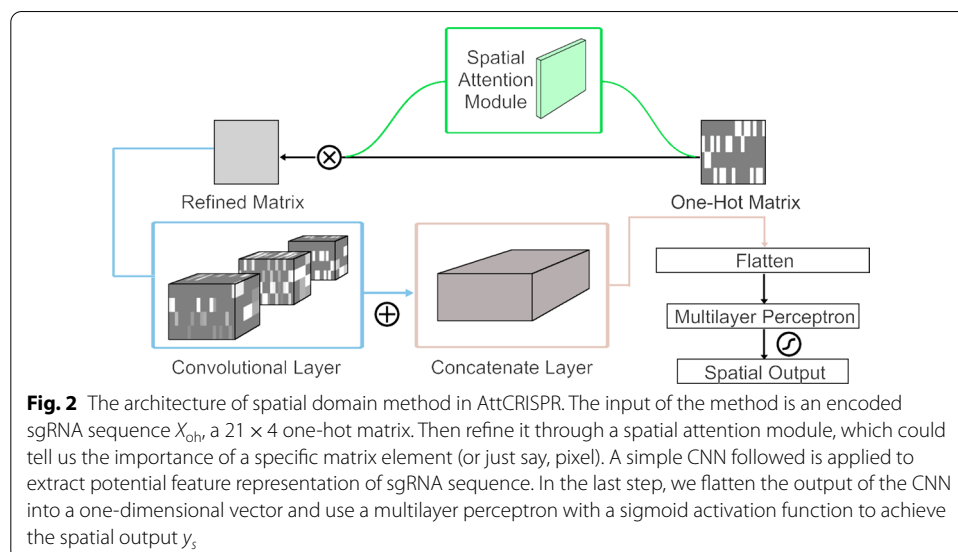 Spatial
Attention
Module
Refined Matrix
One-Hot Matrix
Convolutional Layer
Concatenate Layer
Flatten
Multilayer Perceptron
Spatial Output
Fig. 2 The architecture of spatial domain method in AttCRISPR. The input of the method is an encoded
sgRNA sequence Xoh, a 21 × 4 one-hot matrix. Then refine it through a spatial attention module, which could
tell us the importance of a specific matrix element (or just say, pixel). A simple CNN followed is applied to
extract potential feature representation of sgRNA sequence. In the last step, we flatten the output of the CNN
into a one-dimensional vector and use a multilayer perceptron with a sigmoid activation function to achieve
the spatial output ys